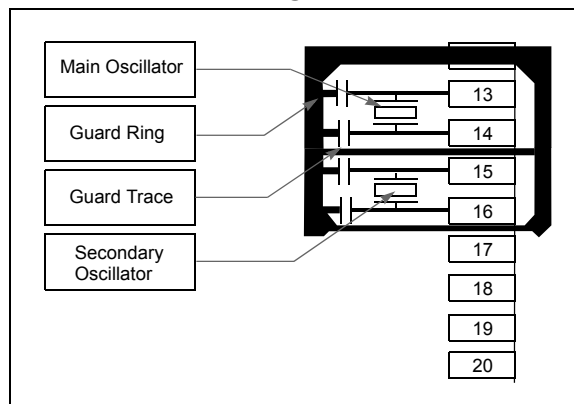 Main Oscillator
13
Guard Ring
14
15
Guard Trace
16
Secondary
Oscillator
17
18
19
20